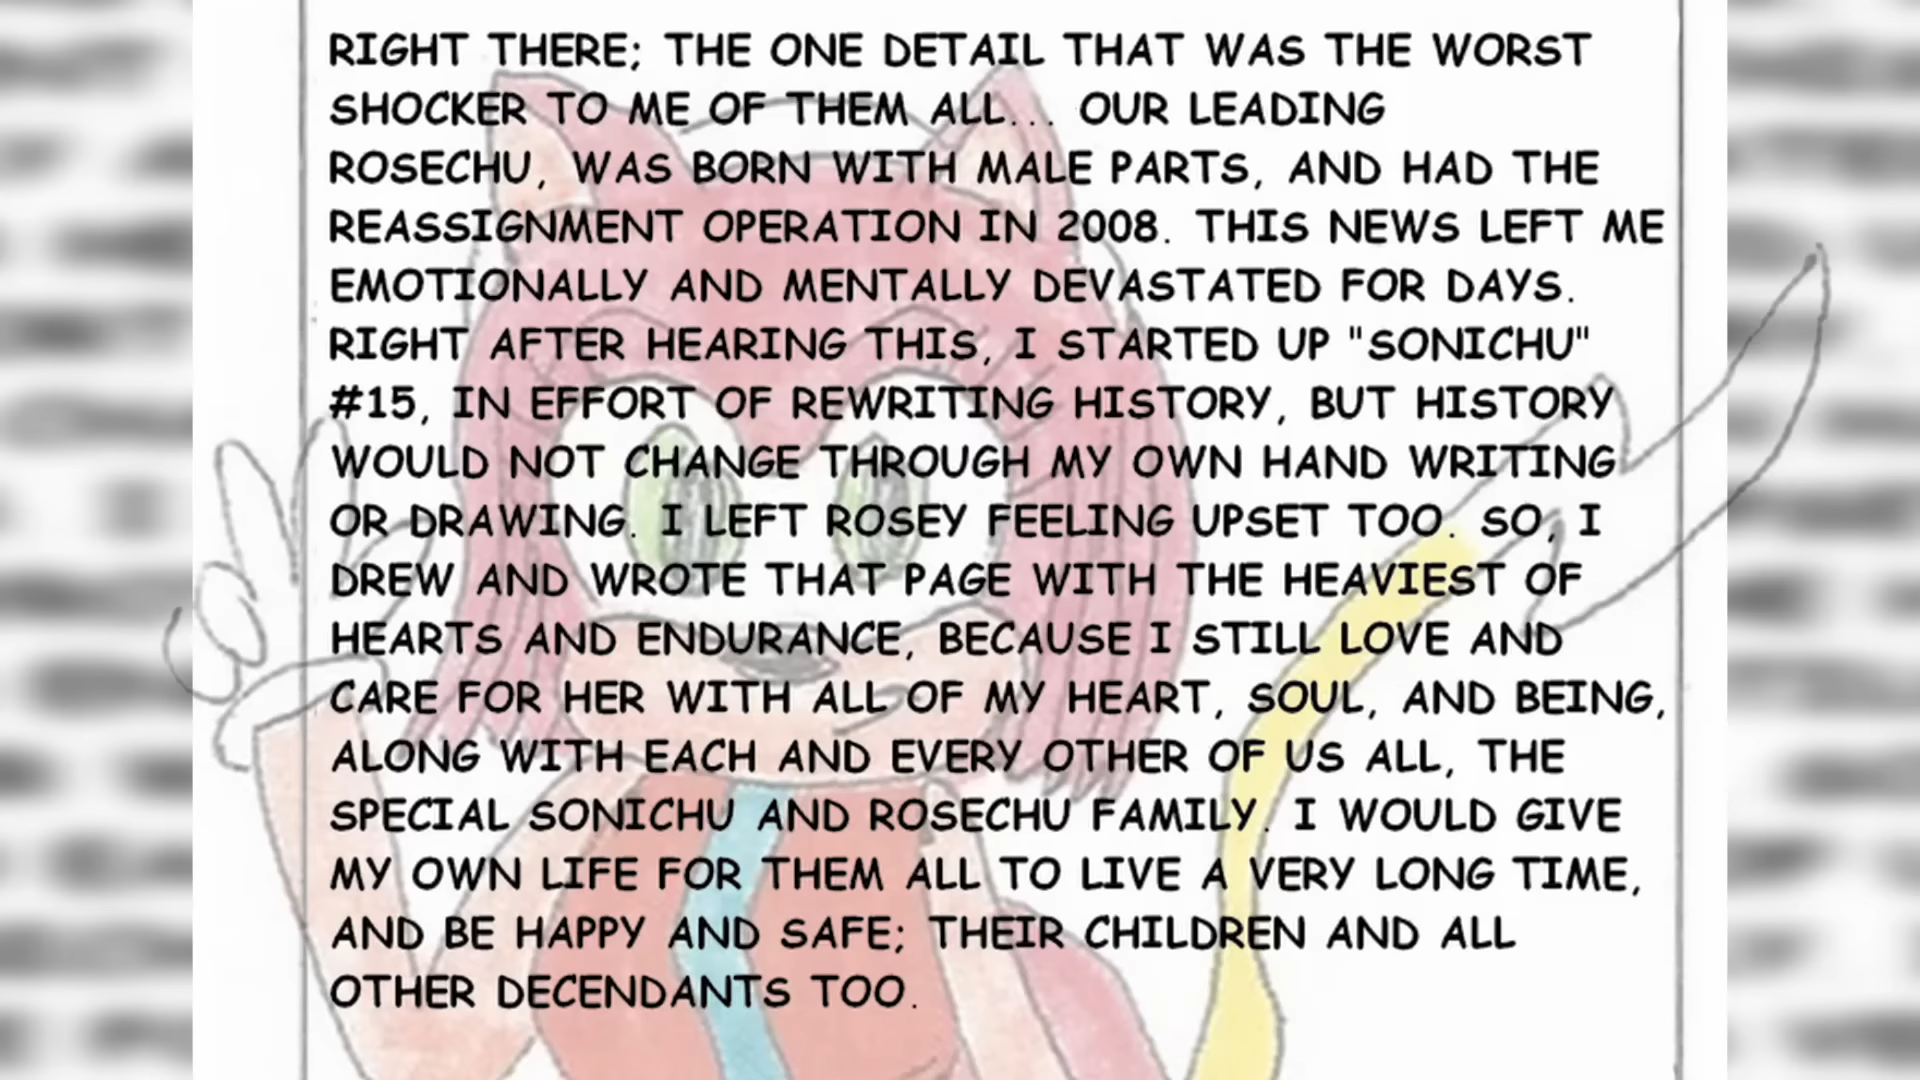 RIGHT THERE; THE ONE DETAIL THAT WAS THE WORST
SHOCKER TO ME OF THEM ALL... OUR LEADING
ROSECHU, WAS BORN WITH MALE PARTS, AND HAD THE
REASSIGNMENT OPERATION IN 2008. THIS NEWS LEFT ME
EMOTIONALLY AND MENTALLY DEVASTATED FOR DAYS.
RIGHT AFTER HEARING THIS, I STARTED UP "SONICHU"
#15, IN EFFORT OF REWRITING HISTORY, BUT HISTORY
WOULD NOT CHANGE THROUGH MY OWN HAND WRITING
OR DRAWING. I LEFT ROSEY FEELING UPSET TOO. SO, I
DREW AND WROTE THAT PAGE WITH THE HEAVIEST OF
HEARTS AND ENDURANCE, BECAUSE I STILL LOVE AND
CARE FOR HER WITH ALL OF MY HEART, SOUL, AND BEING,
ALONG WITH EACH AND EVERY OTHER OF US ALL, THE
SPECIAL SONICHU AND ROSECHU FAMILY. I WOULD GIVE
MY OWN LIFE FOR THEM ALL TO LIVE A VERY LONG TIME,
AND BE HAPPY AND SAFE; THEIR CHILDREN AND ALL
OTHER DECENDANTS TOO.